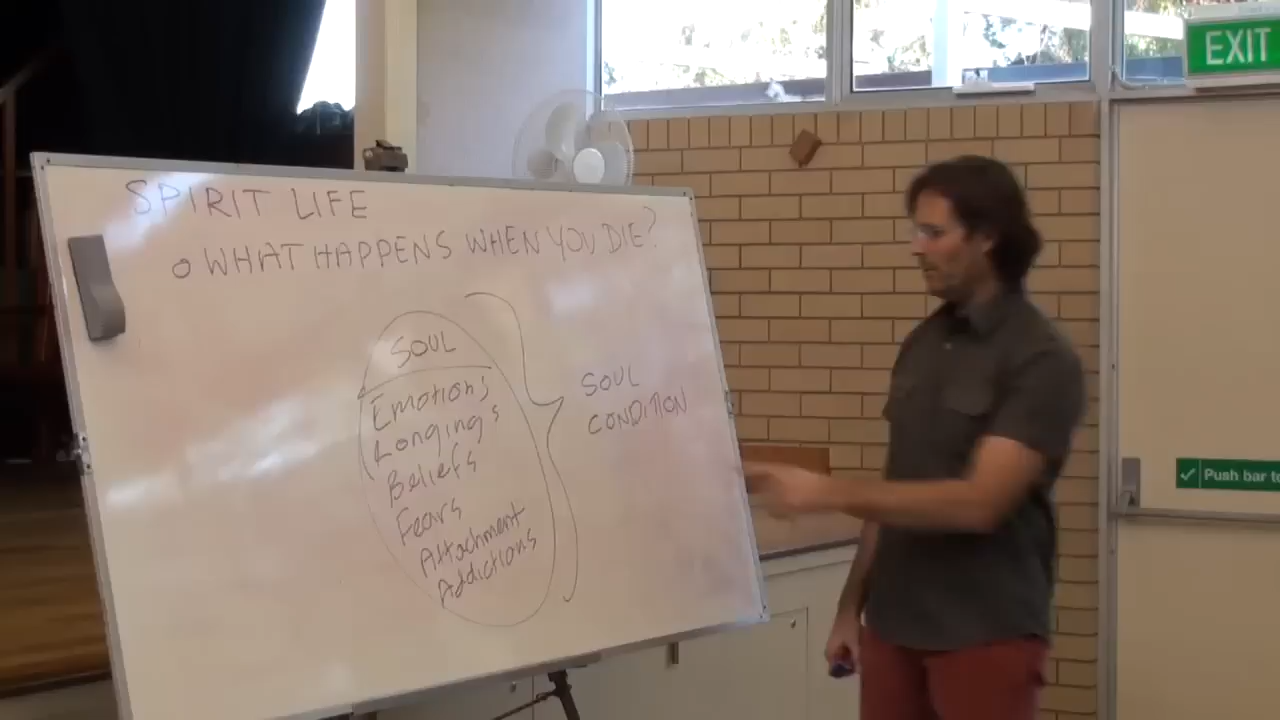 SPIRIT LIFE
o WHAT HAPPENS WHEN YOU DIE?
SOUL
Emotions
Longings
Beliefs
Fears
Attachment
Addictions
SOUL
CONDITION
EXIT
Push bar to